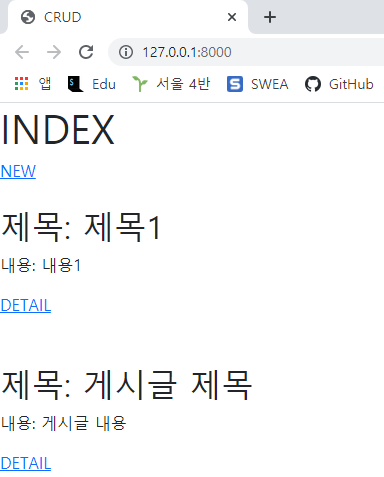 CRUD
127.0.0.1:8000
앱 Edu 서울 4반 SWEA GitHub
INDEX
NEW
제목: 제목1
내용: 내용1
DETAIL
제목: 게시글 제목
내용: 게시글 내용
DETAIL